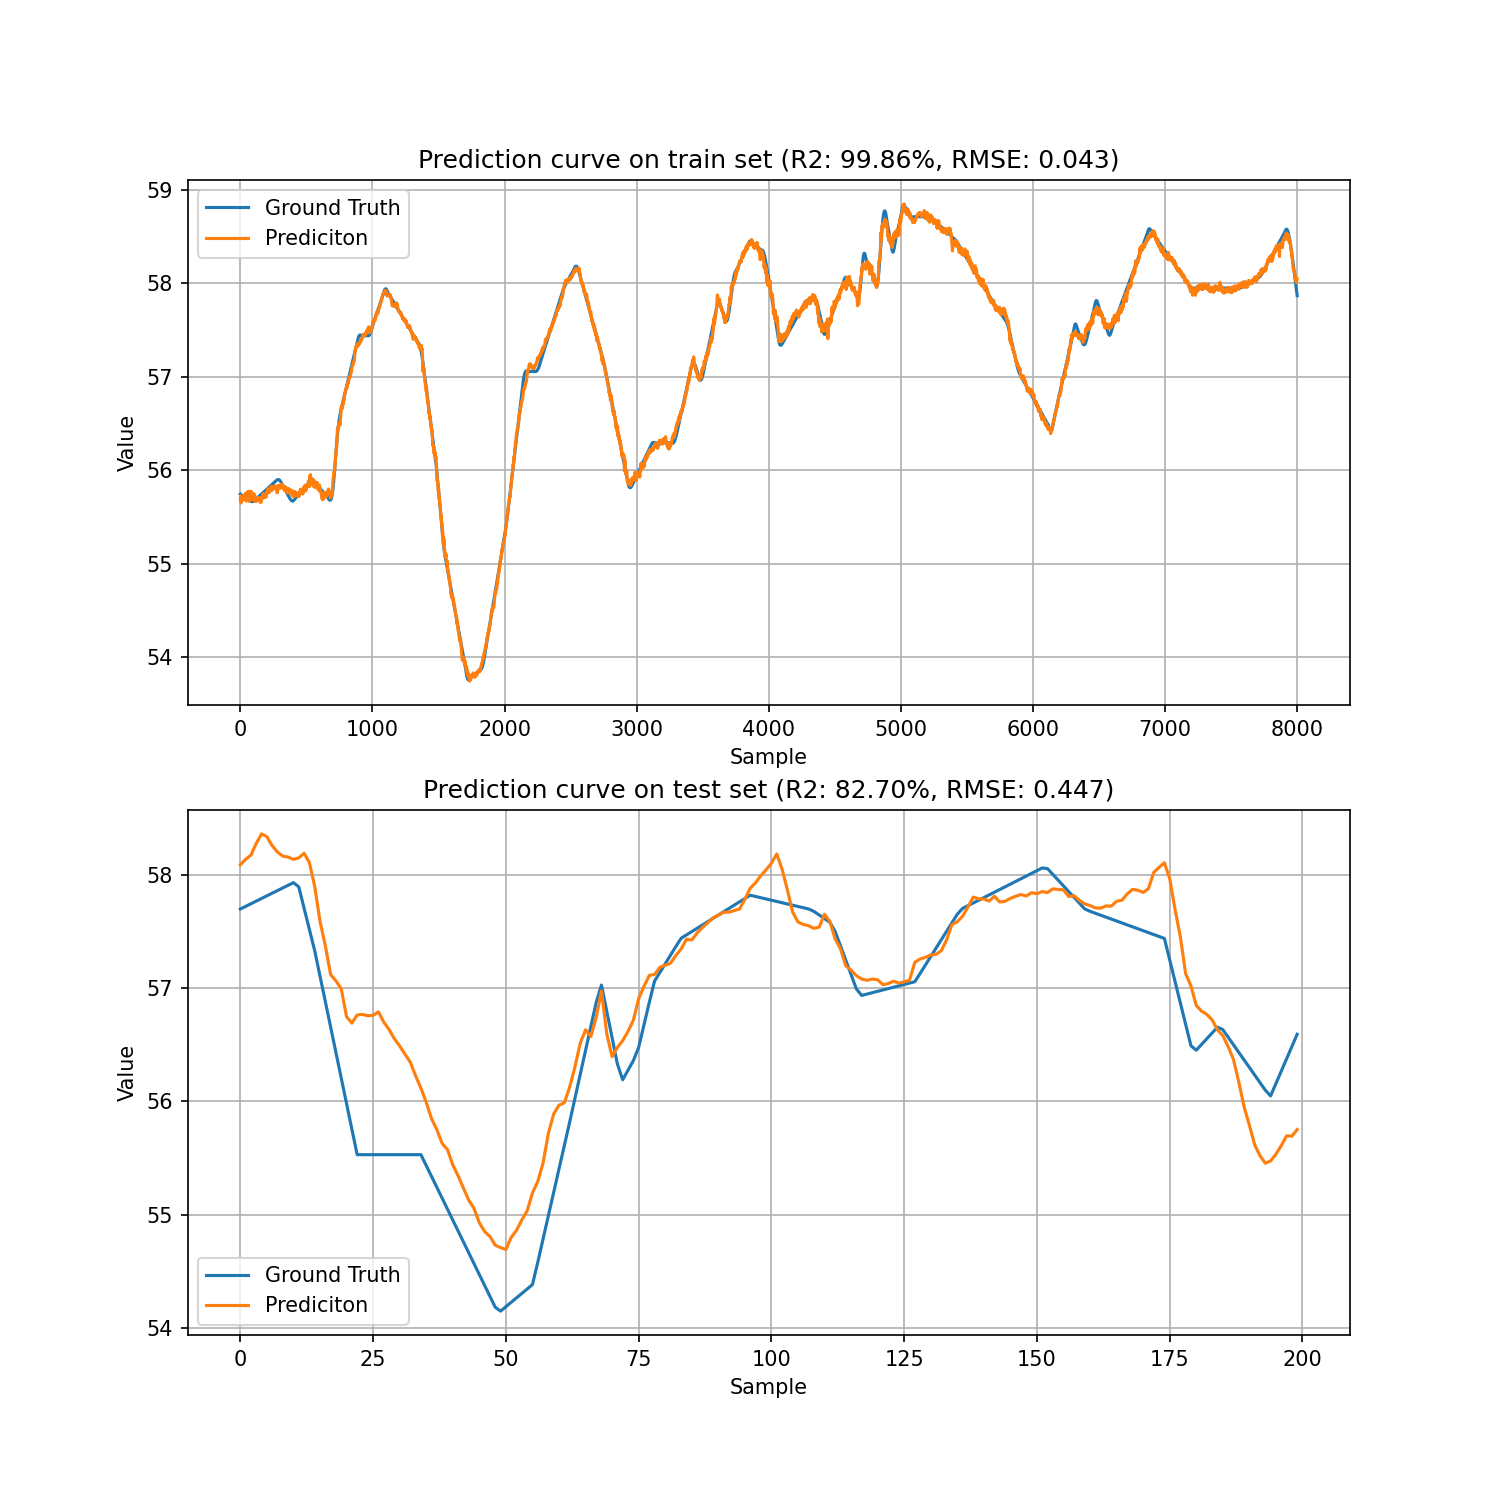 Prediction curve on train set (R2: 99.86%, RMSE: 0.043)
59
58
57
56
55
54
Value
Ground Truth
Prediciton
0 1000 2000 3000 4000 5000 6000 7000 8000
Sample
Prediction curve on test set (R2: 82.70%, RMSE: 0.447)
58
57
56
55
54
Value
Ground Truth
Prediciton
0 25 50 75 100 125 150 175 200
Sample